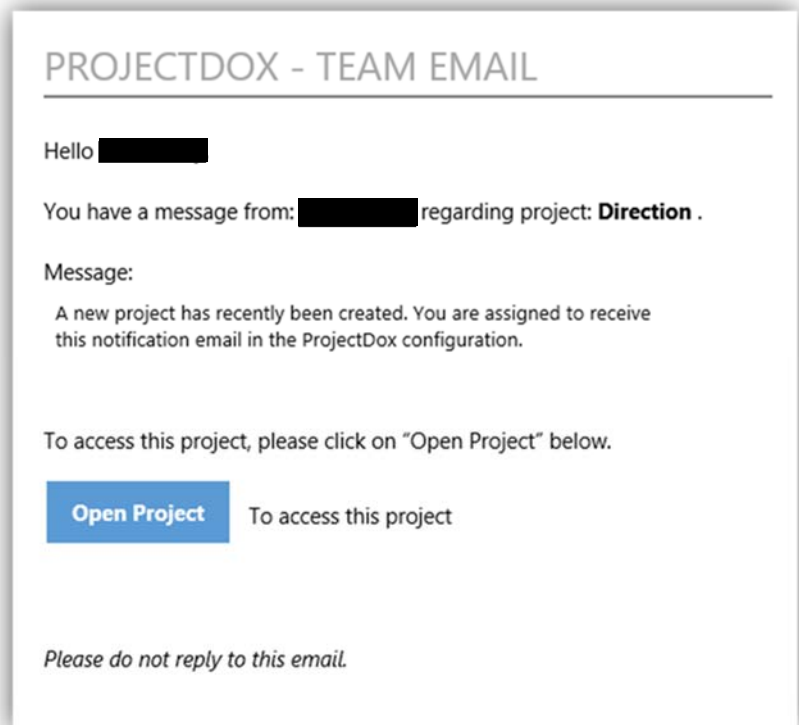 PROJECTDOX - TEAM EMAIL
Hello
You have a message from: regarding project: Direction .
Message:
A new project has recently been created. You are assigned to receive
this notification email in the ProjectDox configuration.
To access this project, please click on “Open Project” below.
Open Project To access this project
Please do not reply to this email.